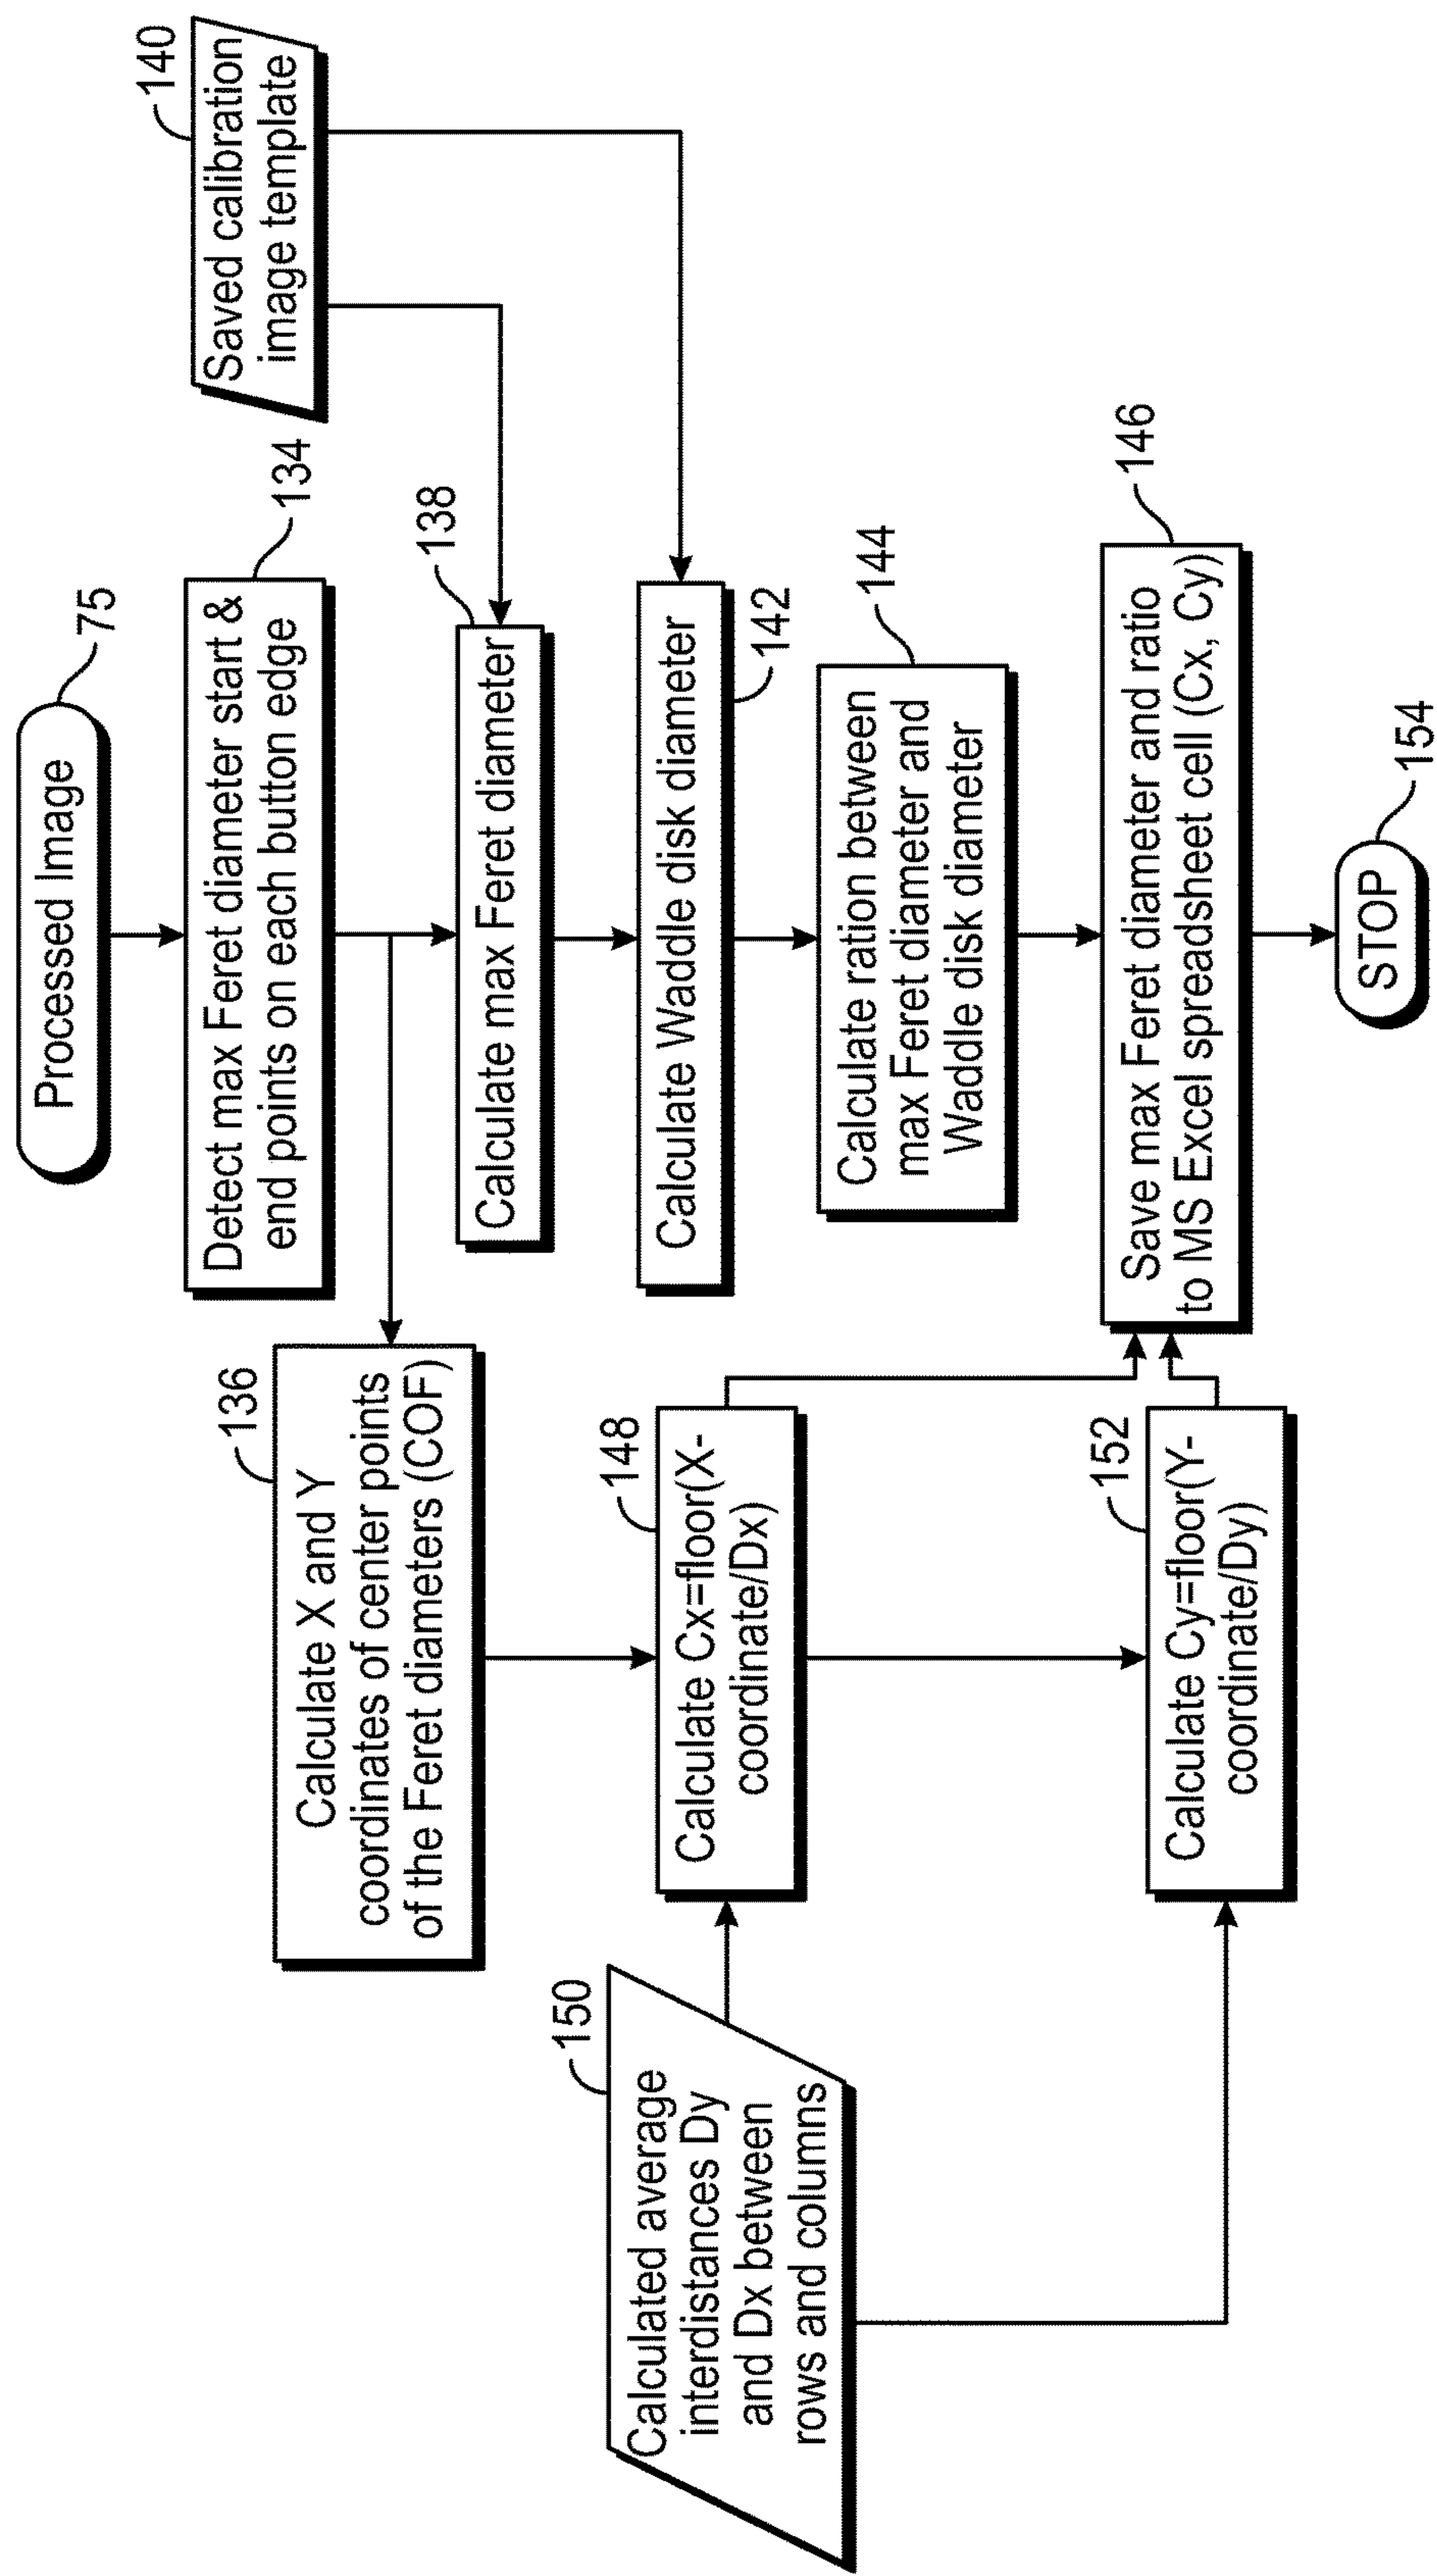 Processed Image
75
Detect max Feret diameter start &
end points on each button edge
134
Saved calibration
image template
140
Calculate X and Y
coordinates of center points
of the Feret diameters (COF)
136
Calculate max Feret diameter
138
Calculated average
interdistances Dy
and Dx between
rows and columns
150
Calculate Cx=floor(X-
coordinate/Dx)
148
Calculate Waddle disk diameter
142
Calculate ration between
max Feret diameter and
Waddle disk diameter
144
Calculate Cy=floor(Y-
coordinate/Dy)
152
Save max Feret diameter and ratio
to MS Excel spreadsheet cell (Cx, Cy)
146
STOP
154